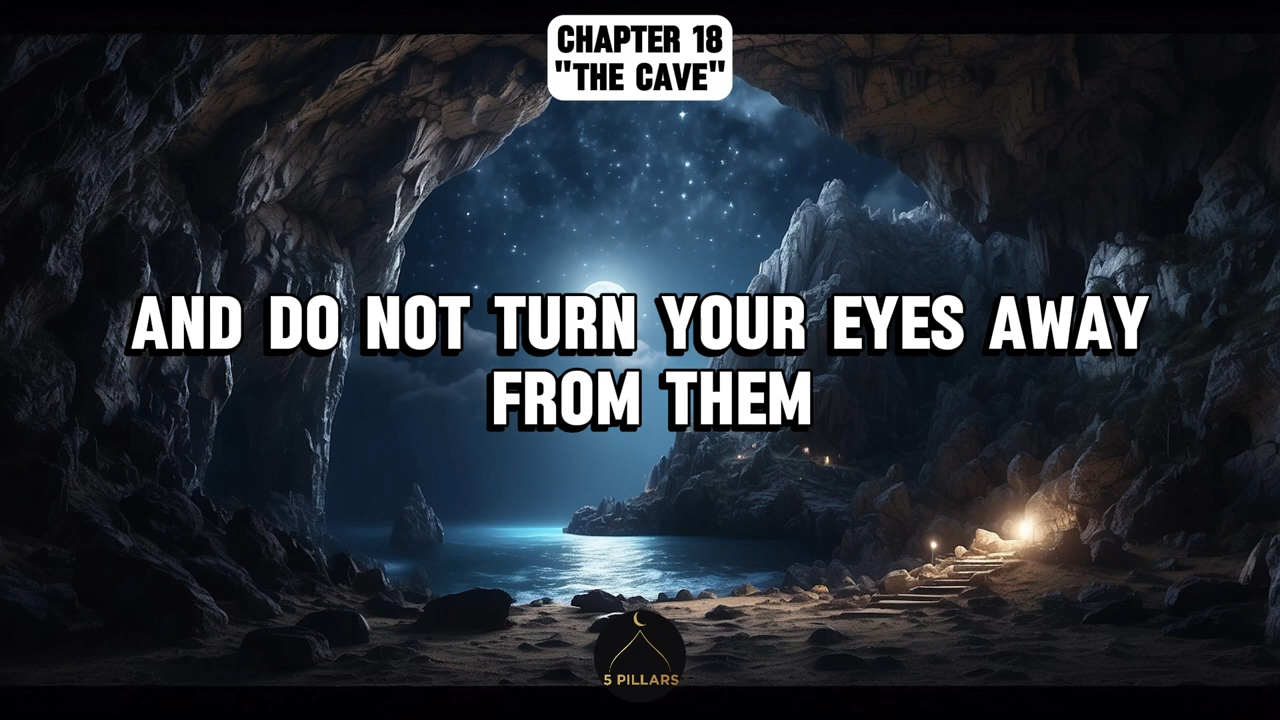 CHAPTER 18
"THE CAVE"
AND DO NOT TURN YOUR EYES AWAY
FROM THEM
5 PILLARS